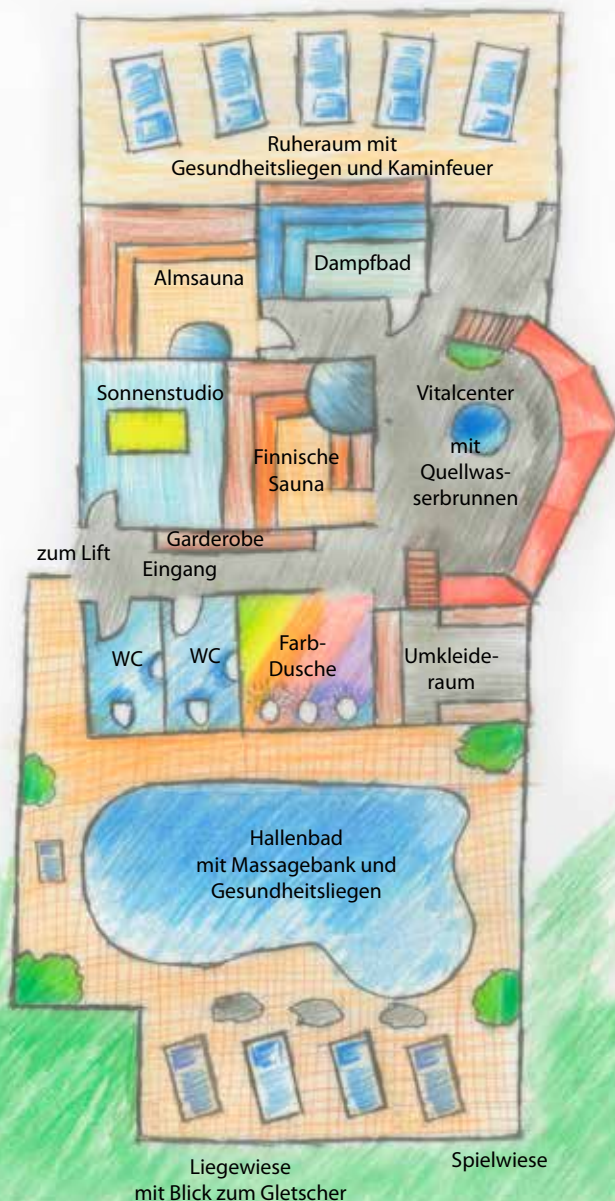 Ruheraum mit
Gesundheitsliegen und Kaminfeuer
Almsauna
Dampfbad
Sonnenstudio
Vitalcenter
mit
Quellwas-
serbrunnen
Finnische
Sauna
Garderobe
zum Lift
Eingang
WC
WC
Farb-
Dusche
Umkleide-
raum
Hallenbad
mit Massagebank und
Gesundheitsliegen
Liegewiese
mit Blick zum Gletscher
Spielwiese